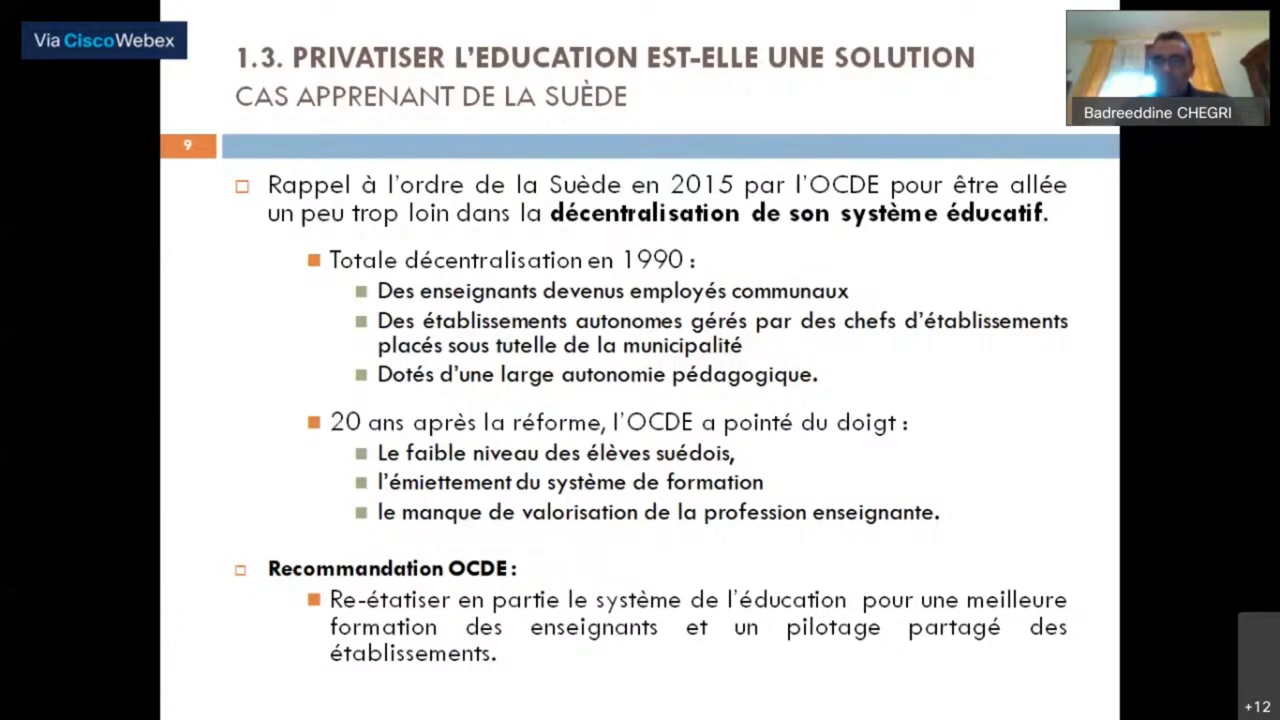 Via CiscoWebex
1.3. PRIVATISER L'EDUCATION EST-ELLE UNE SOLUTION
CAS APPRENANT DE LA SUÈDE
Badreeddine CHEGRI
9
Rappel à l'ordre de la Suède en 2015 par l'OCDE pour être allée
un peu trop loin dans la décentralisation de son système éducatif.
Totale décentralisation en 1990 :
Des enseignants devenus employés communaux
Des établissements autonomes gérés par des chefs d'établissements
placés sous tutelle de la municipalité
Dotés d'une large autonomie pédagogique.
20 ans après la réforme, l'OCDE a pointé du doigt :
Le faible niveau des élèves suédois,
l'émiettement du système de formation
le manque de valorisation de la profession enseignante.
Recommandation OCDE :
Re-étatiser en partie le système de l'éducation pour une meilleure
formation des enseignants et un pilotage partagé des
établissements.
+12